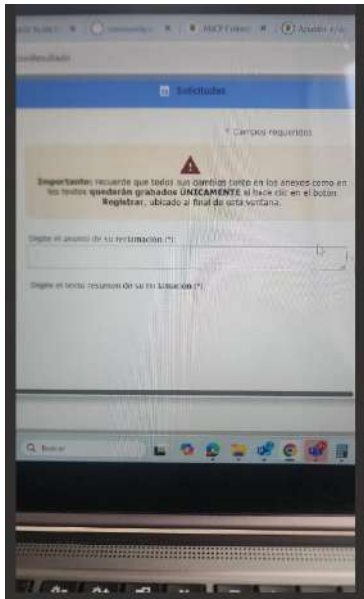 Solicitudes
* Campos requeridos
Importante: recuerde que todos sus cambios tanto en los anexos como en
los textos quedarán grabados ÚNICAMENTE si hace clic en el botón
Registrar, ubicado al final de esta ventana.
Digite el asunto de su reclamación (*):
Digite el texto resumen de su reclamación (*):
Buscar